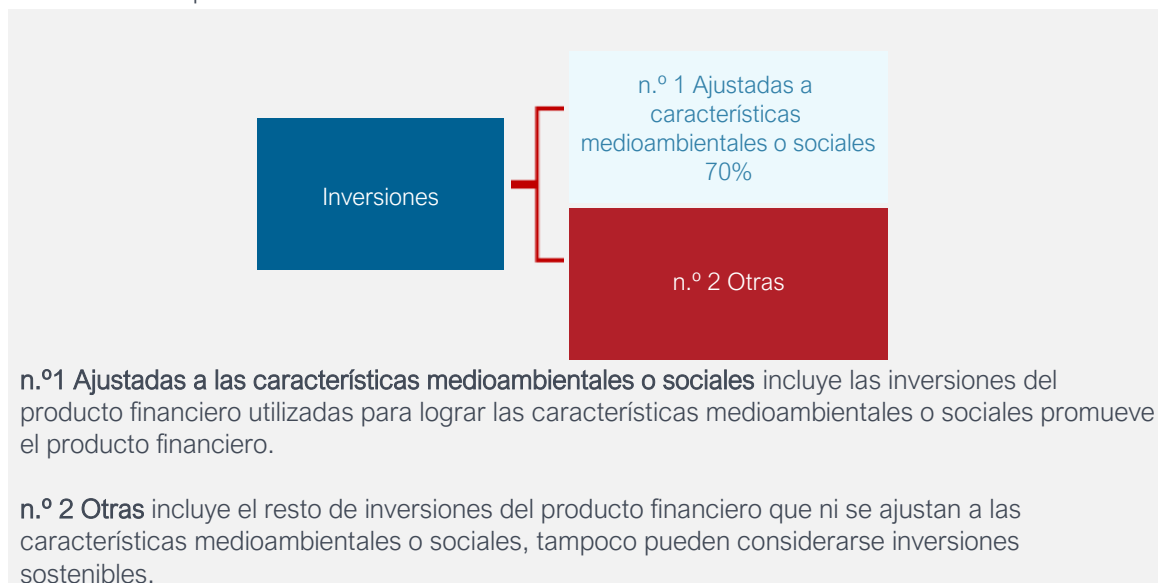 n.º 1 Ajustadas a
características
medioambientales o sociales
70%
Inversiones
n.º 2 Otras
n.º1 Ajustadas a las características medioambientales o sociales incluye las inversiones del
producto financiero utilizadas para lograr las características medioambientales o sociales promueve
el producto financiero.
n.º 2 Otras incluye el resto de inversiones del producto financiero que ni se ajustan a las
características medioambientales o sociales, tampoco pueden considerarse inversiones
sostenibles.